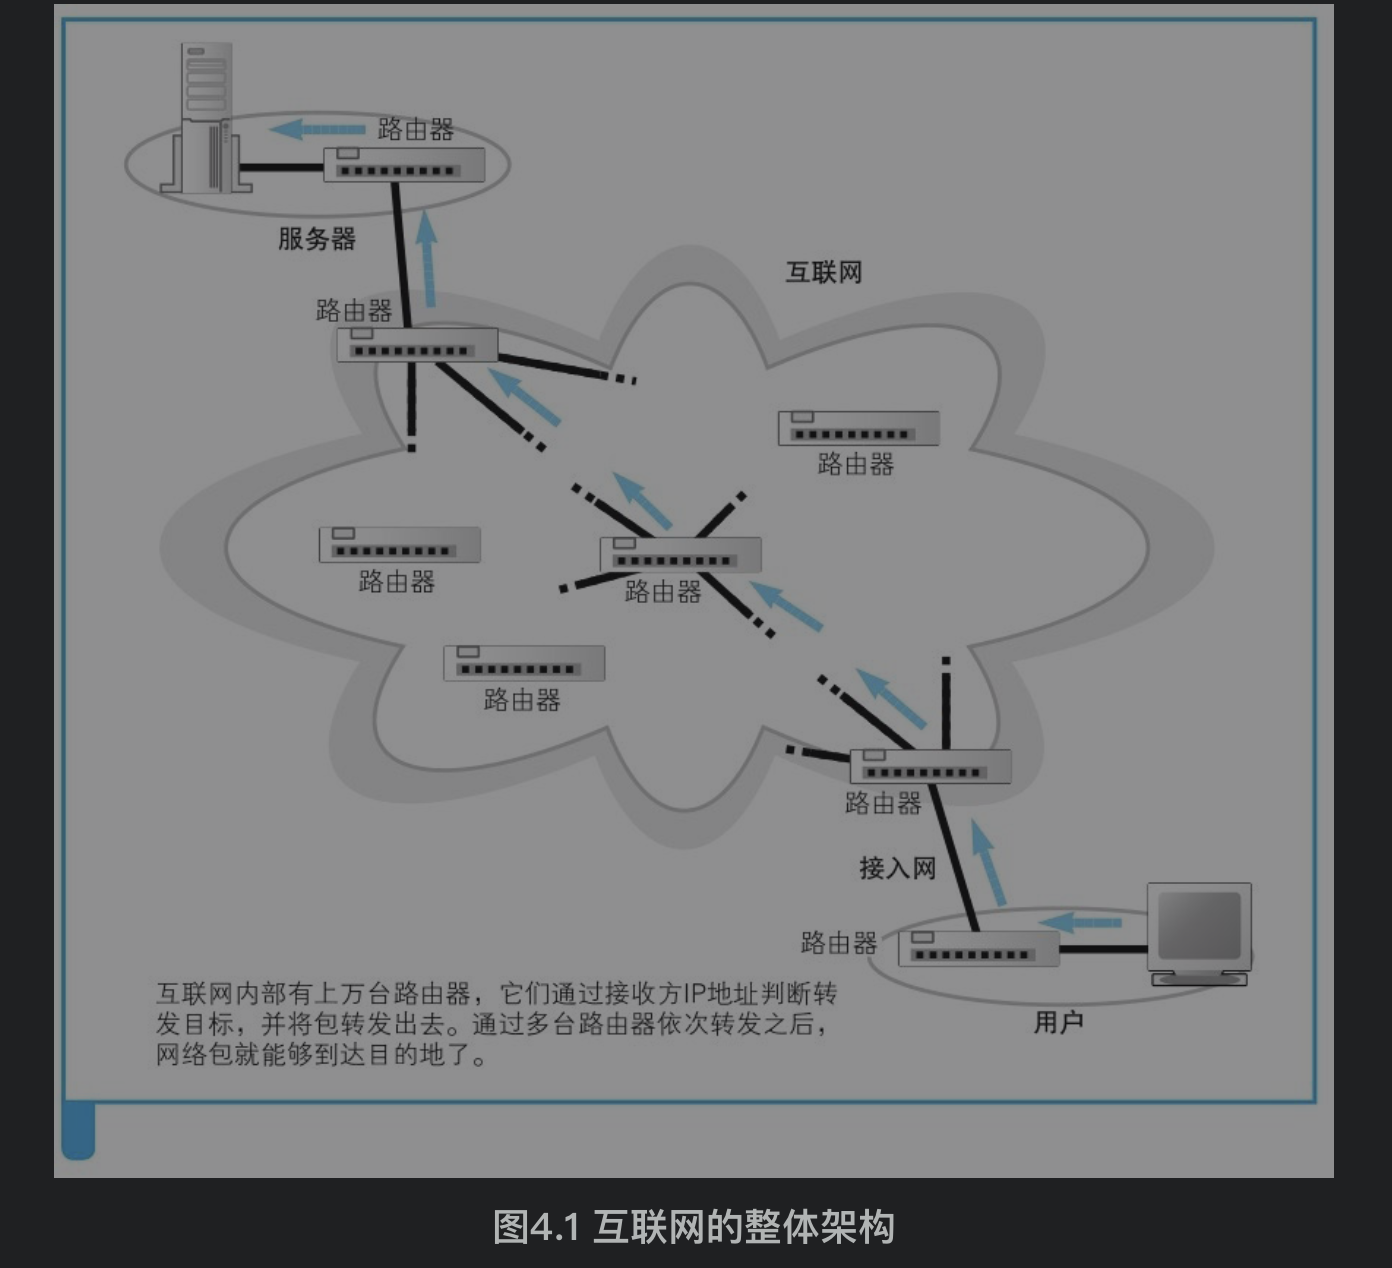 路由器
服务器
互联网
路由器
路由器
路由器
路由器
路由器
路由器
接入网
路由器
用户
互联网内部有上万台路由器，它们通过接收方IP地址判断转
发目标，并将包转发出去。通过多台路由器依次转发之后，
网络包就能够到达目的地了。
图4.1 互联网的整体架构